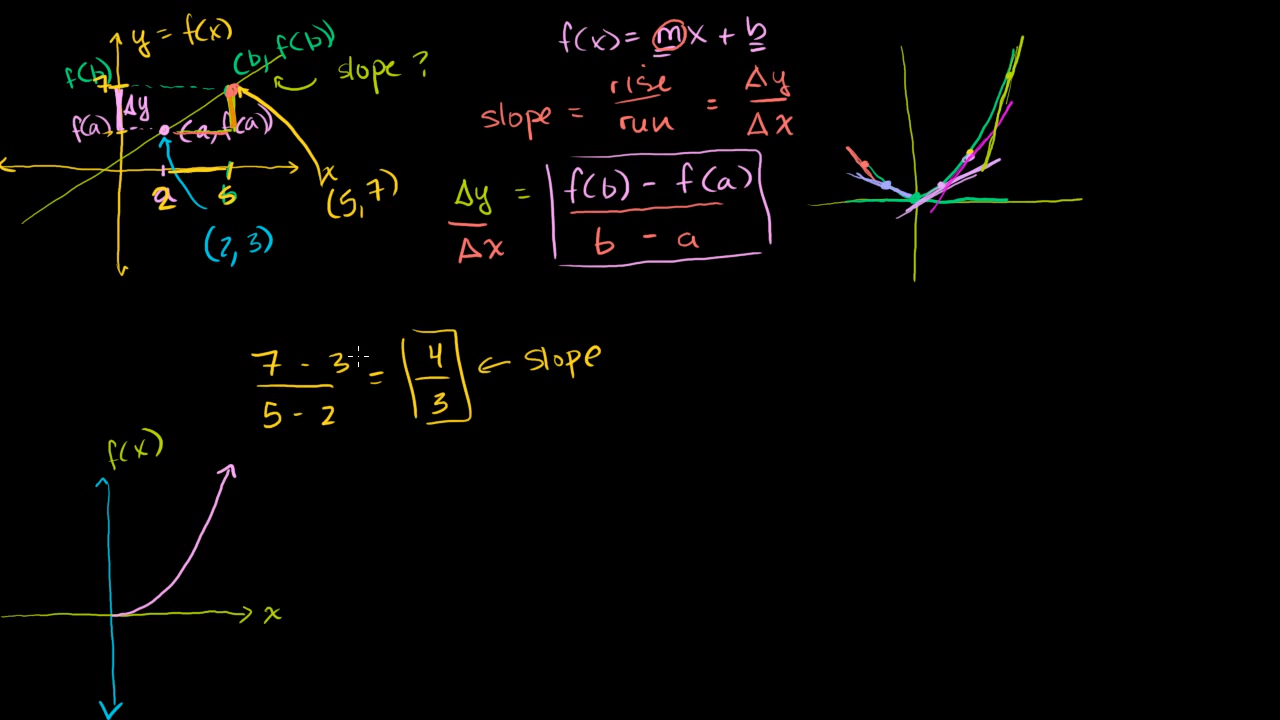 y = f(x)
(b, f(b))
f(b)
7
slope ?
Δy
f(a)
(a, f(a))
2
5
x
(5, 7)
(2, 3)
f(x) = mx + b
slope = rise / run = Δy / Δx
Δy / Δx = f(b) - f(a) / b - a
7 - 3 / 5 - 2 = 4 / 3 ← slope
f(x)
x